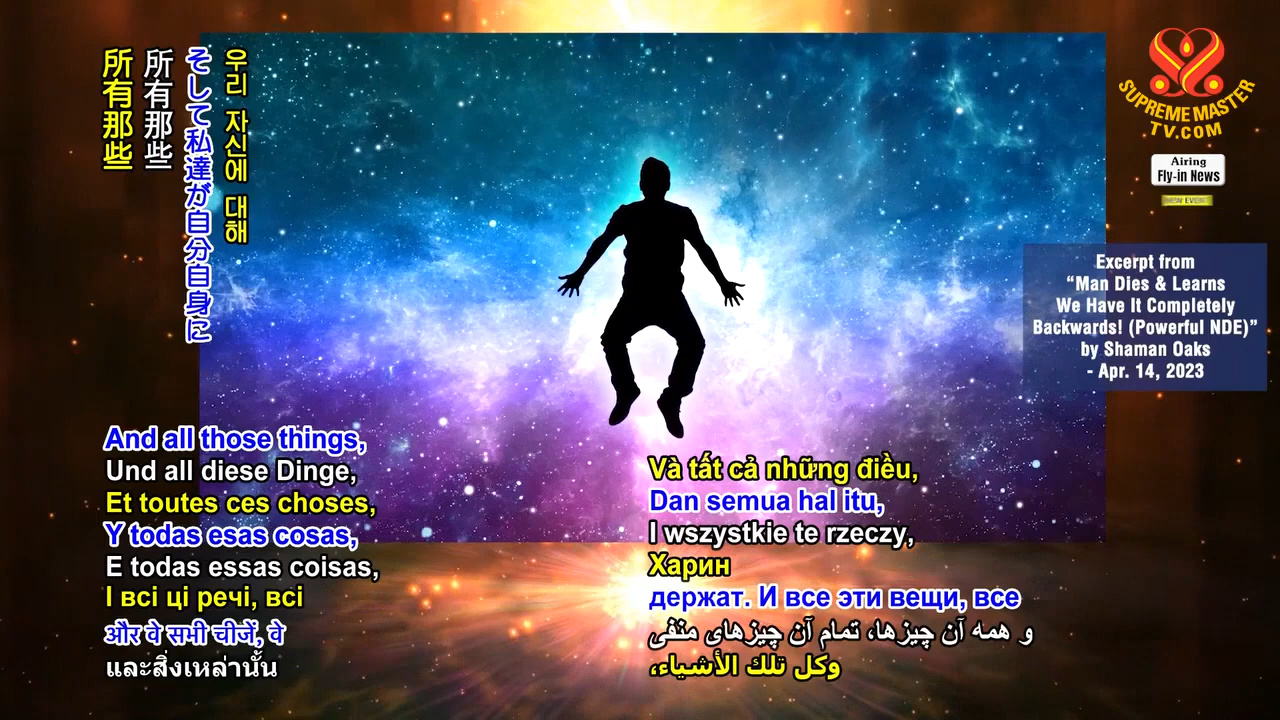 所有那些
所有那些
そして私達が自分自身に
우리 자신에 대해
SUPREME MASTER
TV.COM
Airing
Fly-in News
NEW EVENT
Excerpt from
“Man Dies & Learns
We Have It Completely
Backwards! (Powerful NDE)”
by Shaman Oaks
- Apr. 14, 2023
And all those things,
Und all diese Dinge,
Et toutes ces choses,
Y todas esas cosas,
E todas essas coisas,
І всі ці речі, всі
और वे सभी चीजें, वे
และสิ่งเหล่านั้น
Và tất cả những điều,
Dan semua hal itu,
I wszystkie te rzeczy,
Харин
держат. И все эти вещи, все
و همه آن چیزها، تمام آن چیزهای منفی
وكل تلك الأشياء،